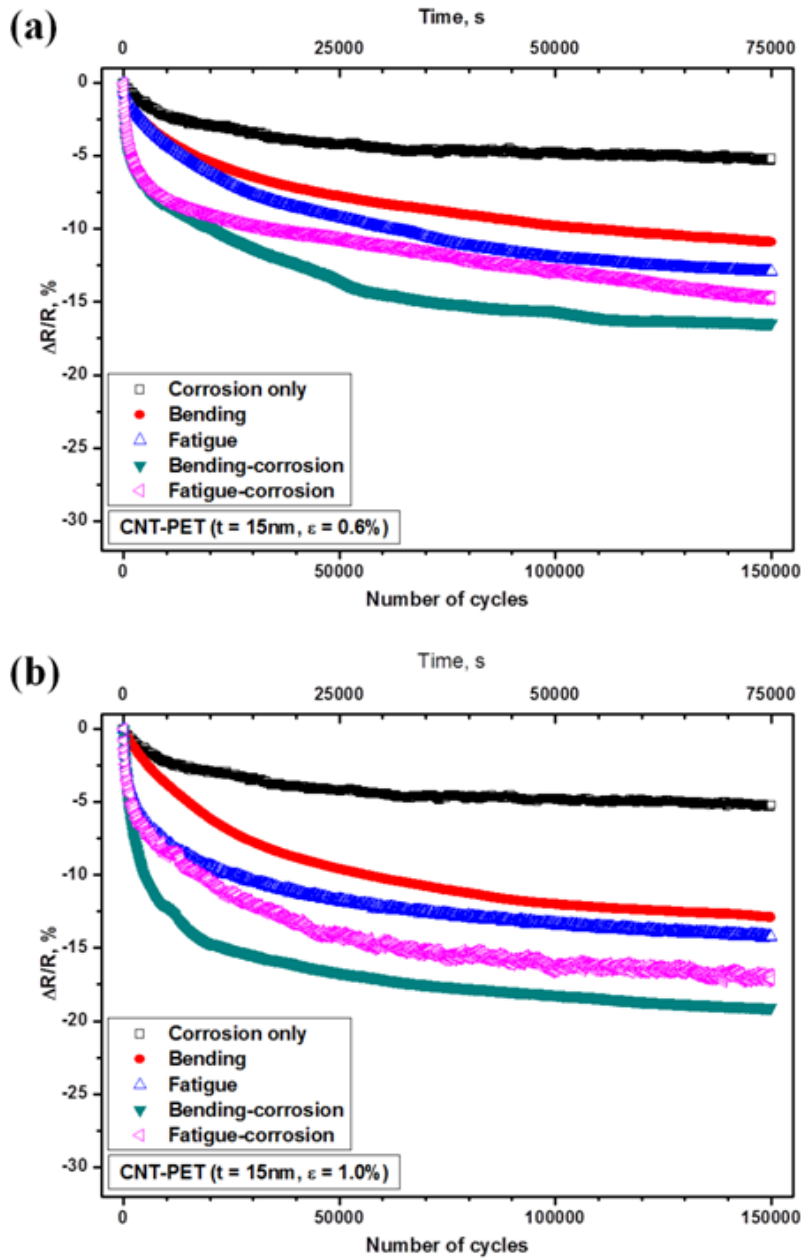 (a)
Time, s
0 25000 50000 75000
0
-5
-10
-15
-20
-25
-30
ΔR/R, %
Corrosion only
Bending
Fatigue
Bending-corrosion
Fatigue-corrosion
CNT-PET (t = 15nm, ε = 0.6%)
0 50000 100000 150000
Number of cycles
(b)
Time, s
0 25000 50000 75000
0
-5
-10
-15
-20
-25
-30
ΔR/R, %
Corrosion only
Bending
Fatigue
Bending-corrosion
Fatigue-corrosion
CNT-PET (t = 15nm, ε = 1.0%)
0 50000 100000 150000
Number of cycles